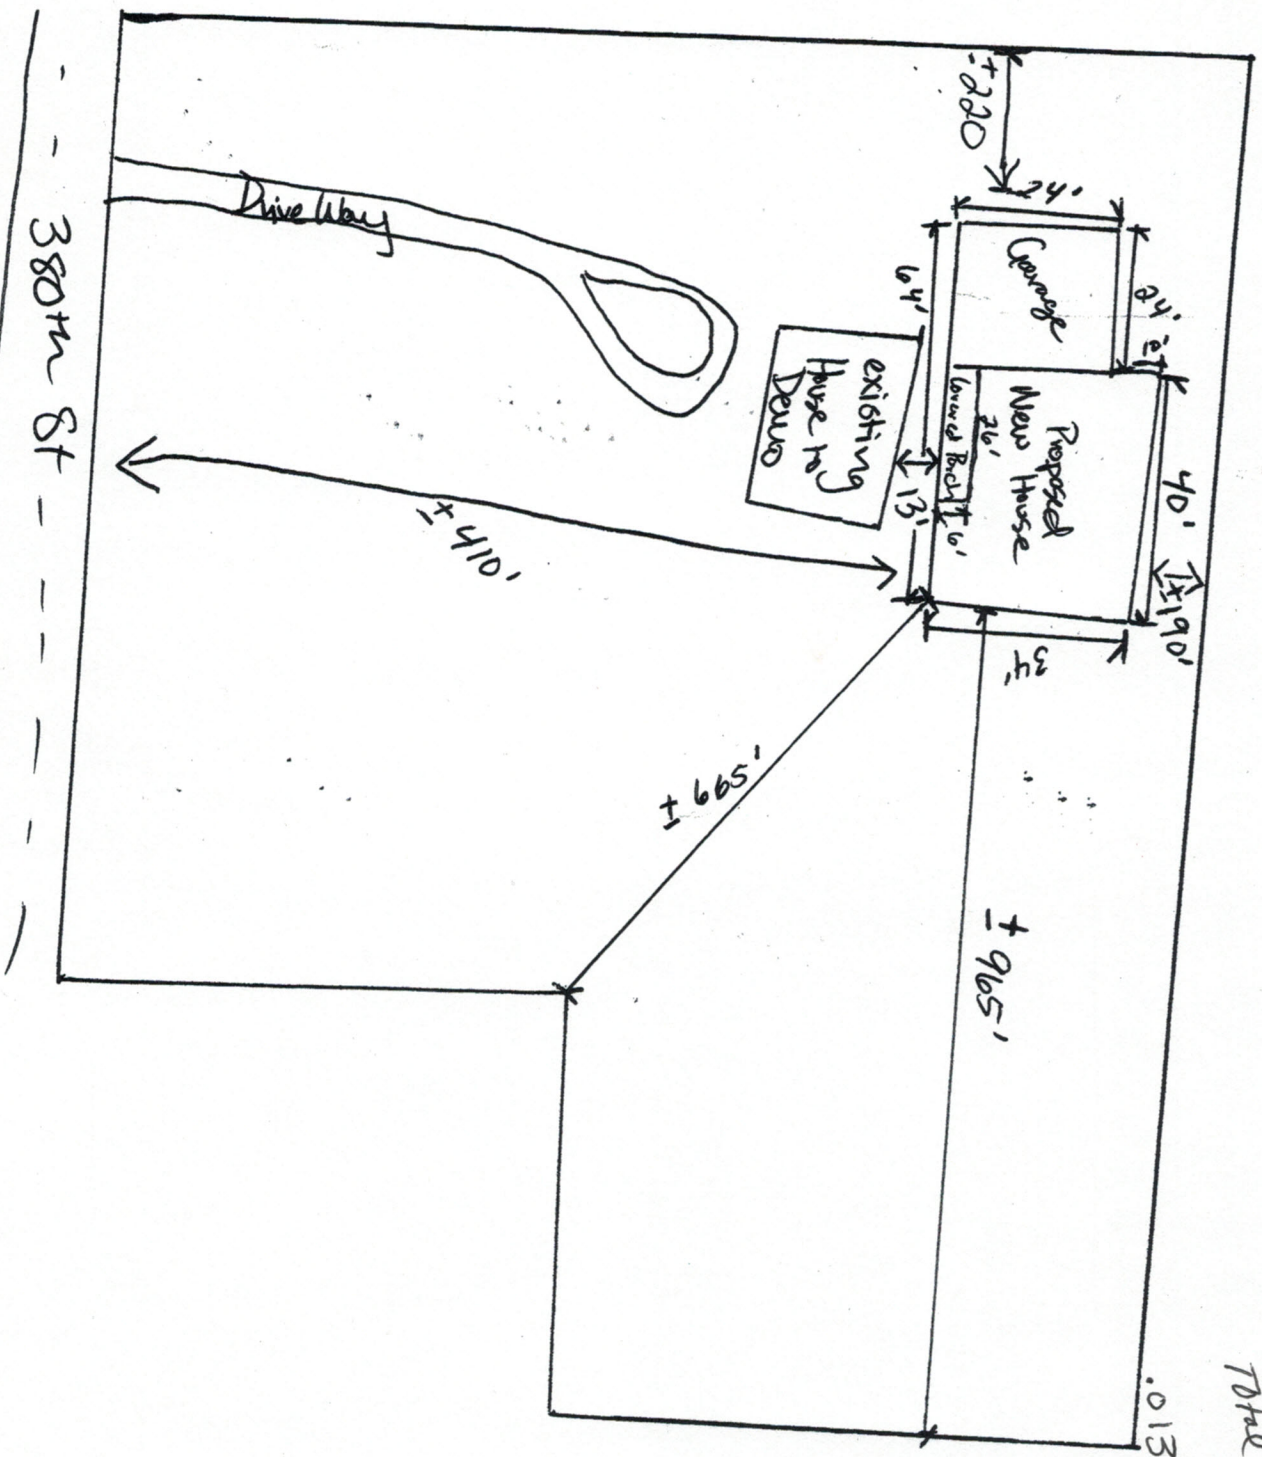 Total
.013
± 220
24'
Garage
24'
64'
40'
± 190'
Proposed
New House
26'
Covered Porch
6'
34'
13'
existing
House to
Demo
Drive Way
± 410'
± 665'
± 965'
380th St